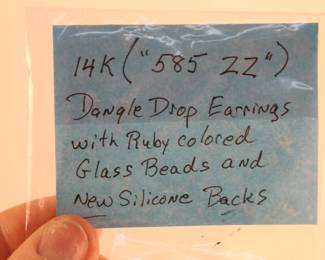 14K ("585 ZZ")
Dangle Drop Earrings
with Ruby colored
Glass Beads and
New Silicone Backs